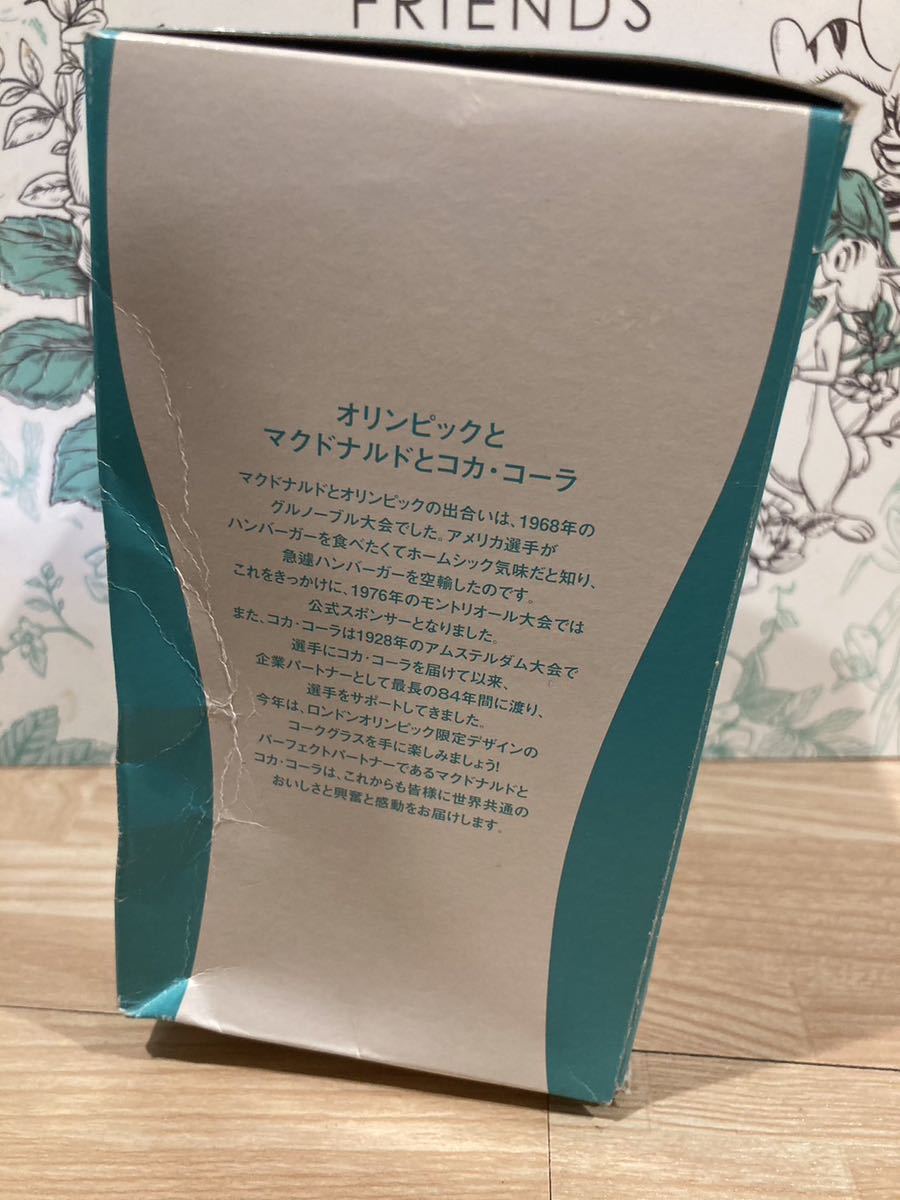 FRIENDS
オリンピックと
マクドナルドとコカ・コーラ
マクドナルドとオリンピックの出合いは、1968年の
グルノーブル大会でした。アメリカ選手が
ハンバーガーを食べたくてホームシック気味だと知り、
急遽ハンバーガーを空輸したのです。
これをきっかけに、1976年のモントリオール大会では
公式スポンサーとなりました。
また、コカ・コーラは1928年のアムステルダム大会で
選手にコカ・コーラを届けて以来、
企業パートナーとして最長の84年間に渡り、
選手をサポートしてきました。
今年は、ロンドンオリンピック限定デザインの
コークグラスを手に楽しみましょう!
パーフェクトパートナーであるマクドナルドと
コカ・コーラは、これからも皆様に世界共通の
おいしさと興奮と感動をお届けします。